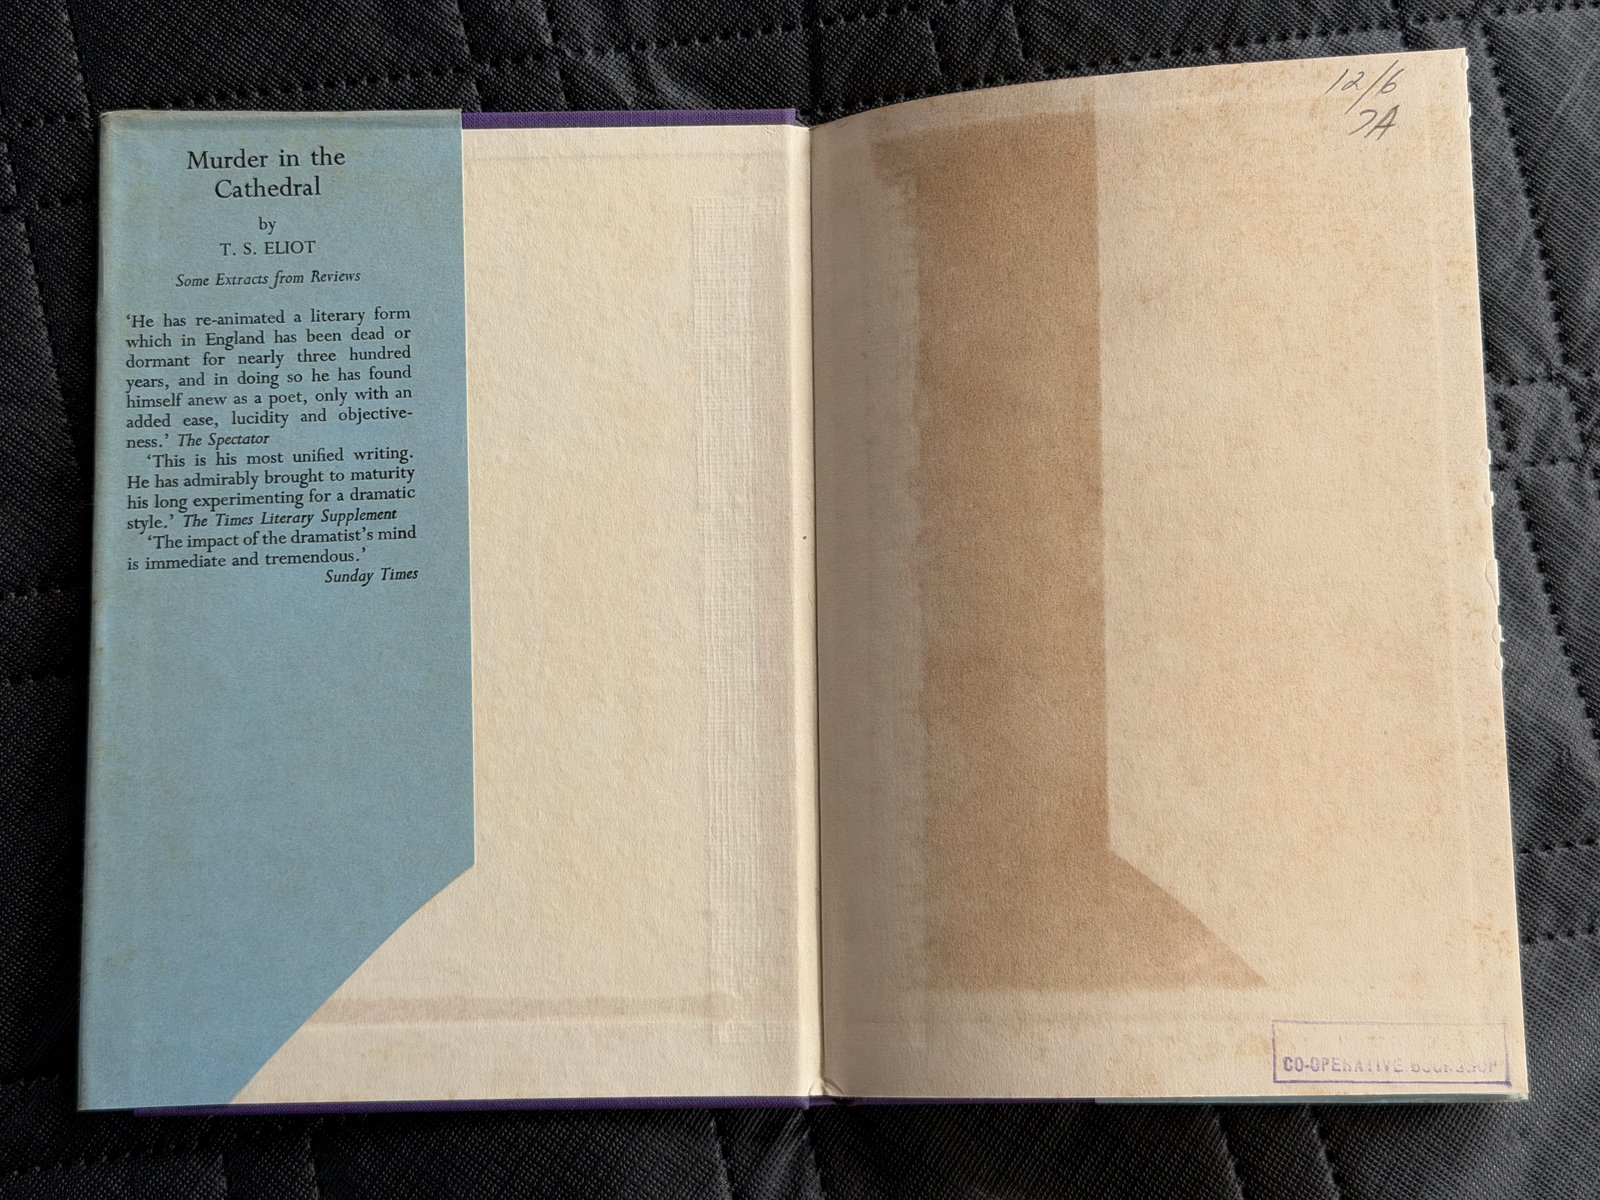 Murder in the
Cathedral
by
T. S. ELIOT
Some Extracts from Reviews
‘He has re-animated a literary form
which in England has been dead or
dormant for nearly three hundred
years, and in doing so he has found
himself anew as a poet, only with an
added ease, lucidity and objective-
ness.’ The Spectator
‘This is his most unified writing.
He has admirably brought to maturity
his long experimenting for a dramatic
style.’ The Times Literary Supplement
‘The impact of the dramatist’s mind
is immediate and tremendous.’
Sunday Times
12/6
CO-OPERATIVE BOOKSHOP